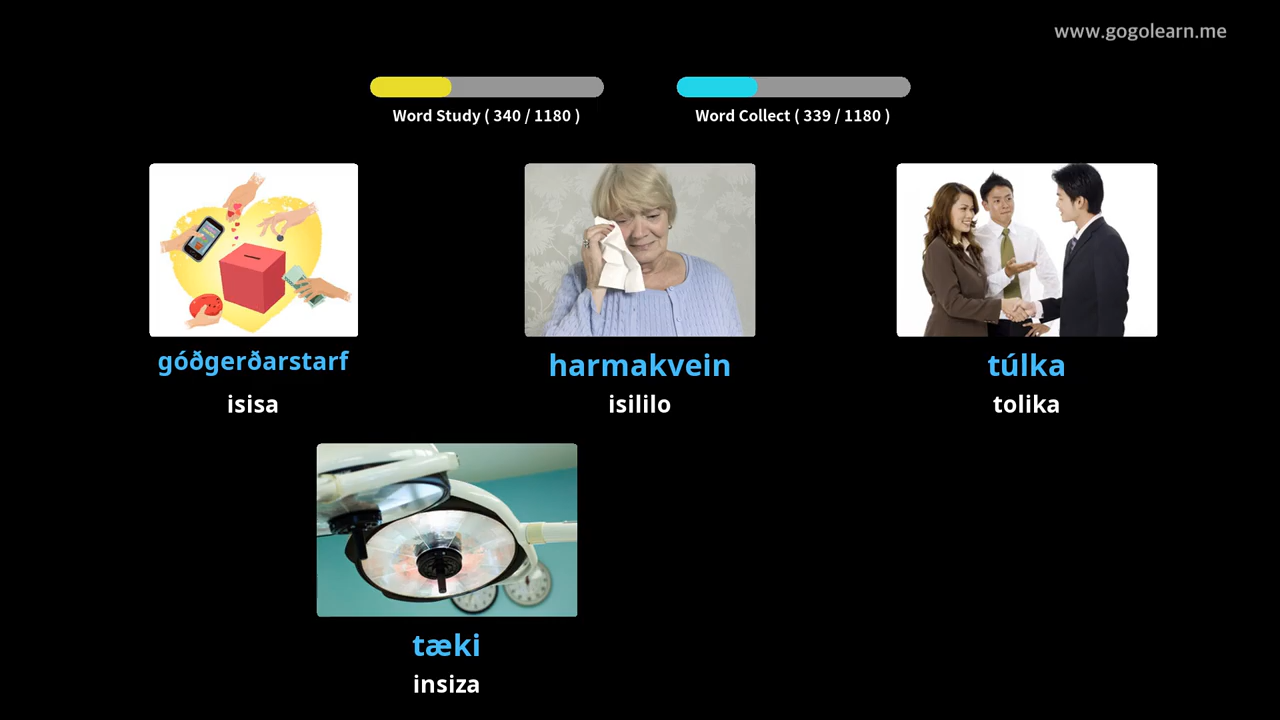 www.gogolearn.me
Word Study ( 340 / 1180 )
Word Collect ( 339 / 1180 )
góðgerðarstarf
isisa
harmakvein
isililo
túlka
tolika
tæki
insiza